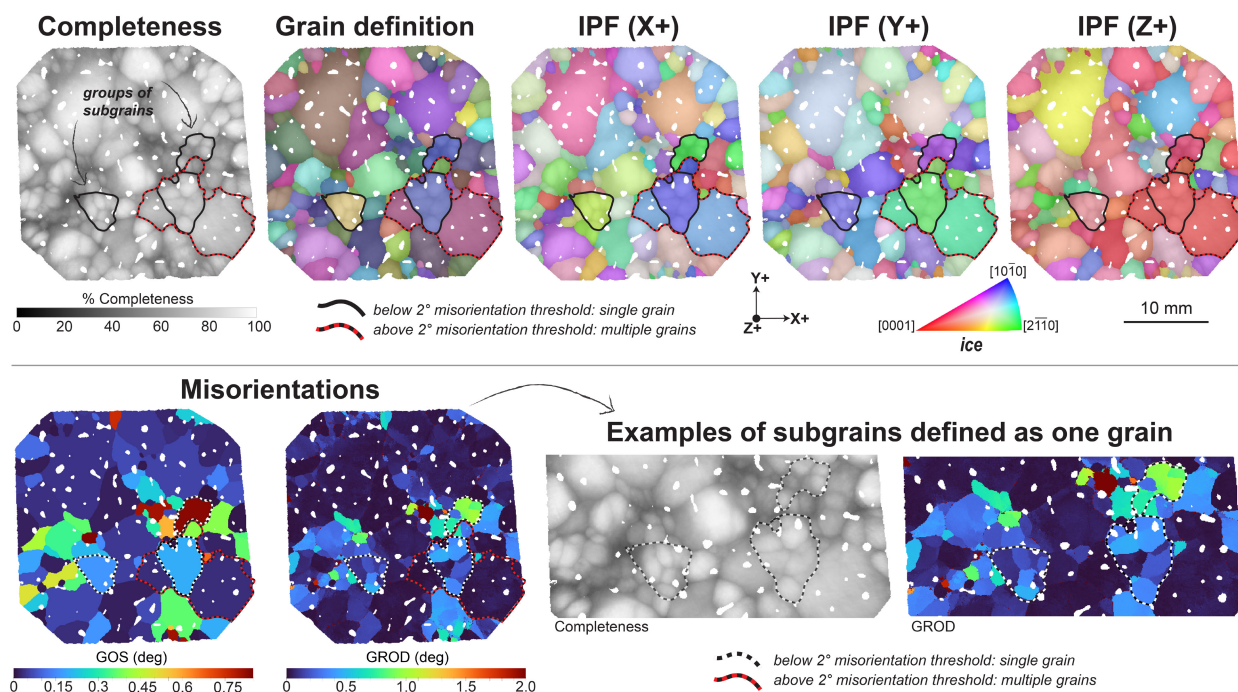 Completeness
Grain definition
IPF (X+)
IPF (Y+)
IPF (Z+)
groups of
subgrains
% Completeness
0 20 40 60 80 100
below 2° misorientation threshold: single grain
above 2° misorientation threshold: multiple grains
Y+
Z+
X+
[101̄0]
[0001]
[21̄1̄0]
ice
10 mm
Misorientations
Examples of subgrains defined as one grain
GOS (deg)
0 0.15 0.3 0.45 0.6 0.75
GROD (deg)
0 0.5 1.0 1.5 2.0
Completeness
GROD
below 2° misorientation threshold: single grain
above 2° misorientation threshold: multiple grains